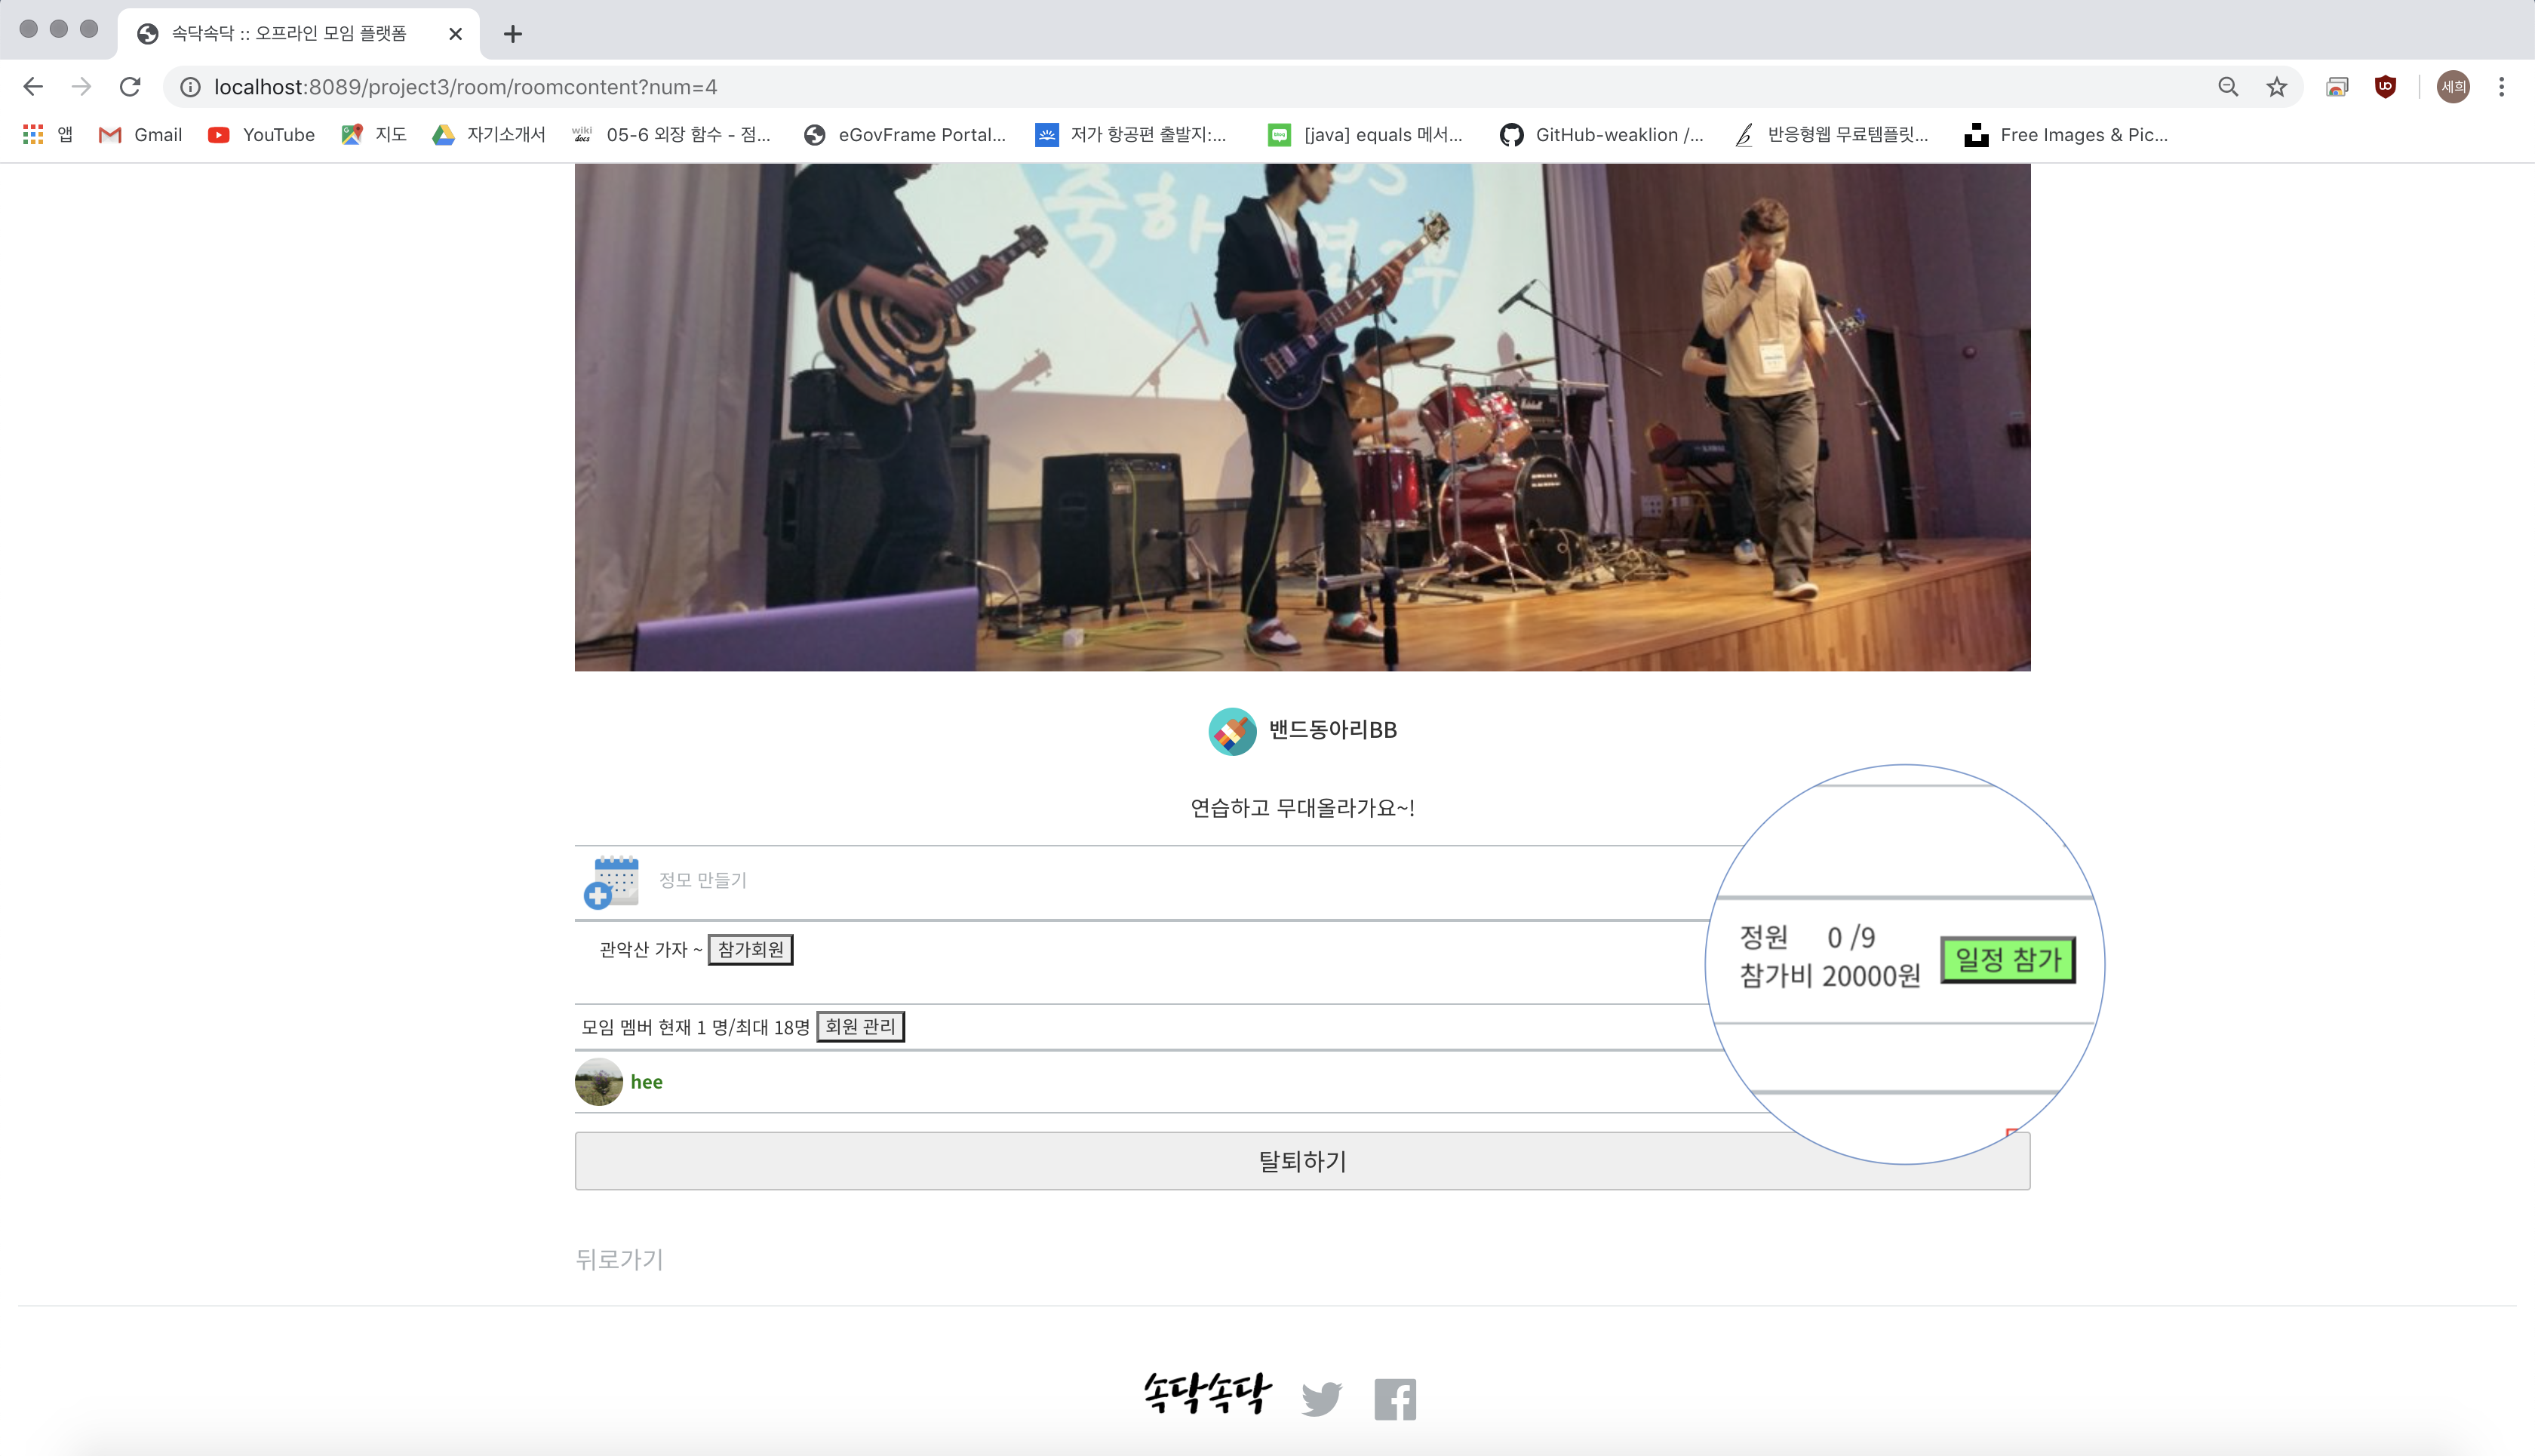 속닥속닥 :: 오프라인 모임 플랫폼
localhost:8089/project3/room/roomcontent?num=4
세희
앱 Gmail YouTube 지도 자기소개서 wiki docs 05-6 외장 함수 - 점... eGovFrame Portal... 저가 항공편 출발지:... [java] equals 메서... GitHub-weaklion /... 반응형웹 무료템플릿... Free Images & Pic...
축하
밴드동아리BB
연습하고 무대올라가요~!
정모 만들기
관악산 가자 ~ 참가회원
정원 0 /9
참가비 20000원
일정 참가
모임 멤버 현재 1 명/최대 18명 회원 관리
hee
탈퇴하기
뒤로가기
속닥속닥